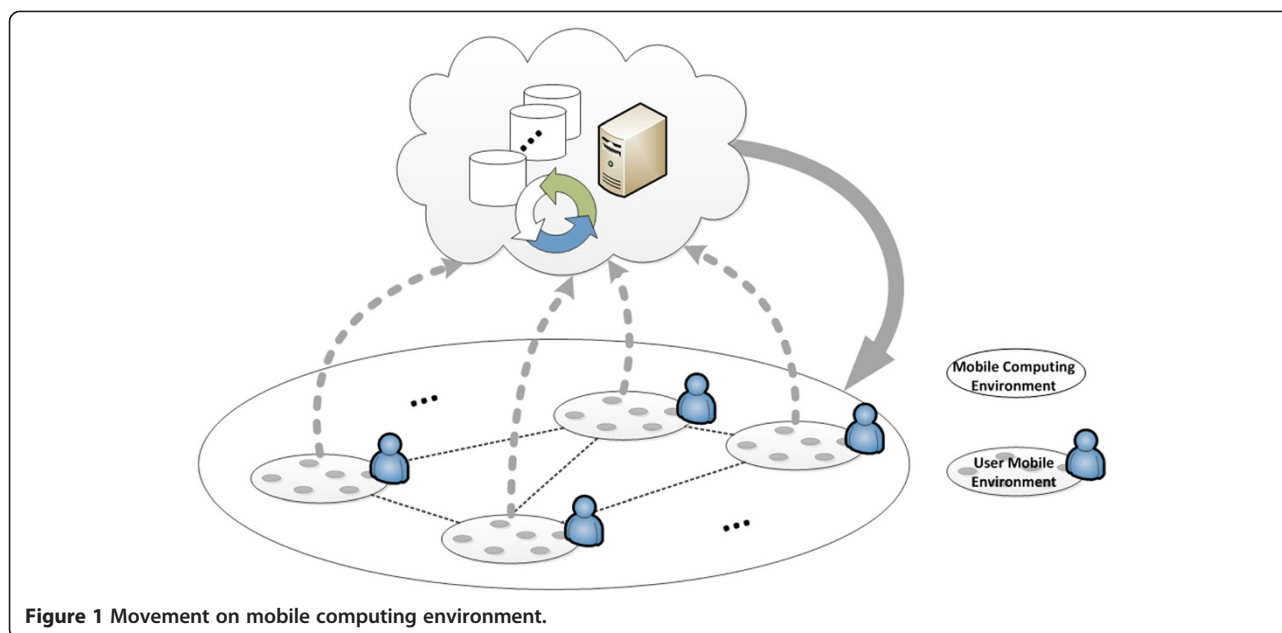 Mobile Computing
Environment
User Mobile
Environment
Figure 1 Movement on mobile computing environment.